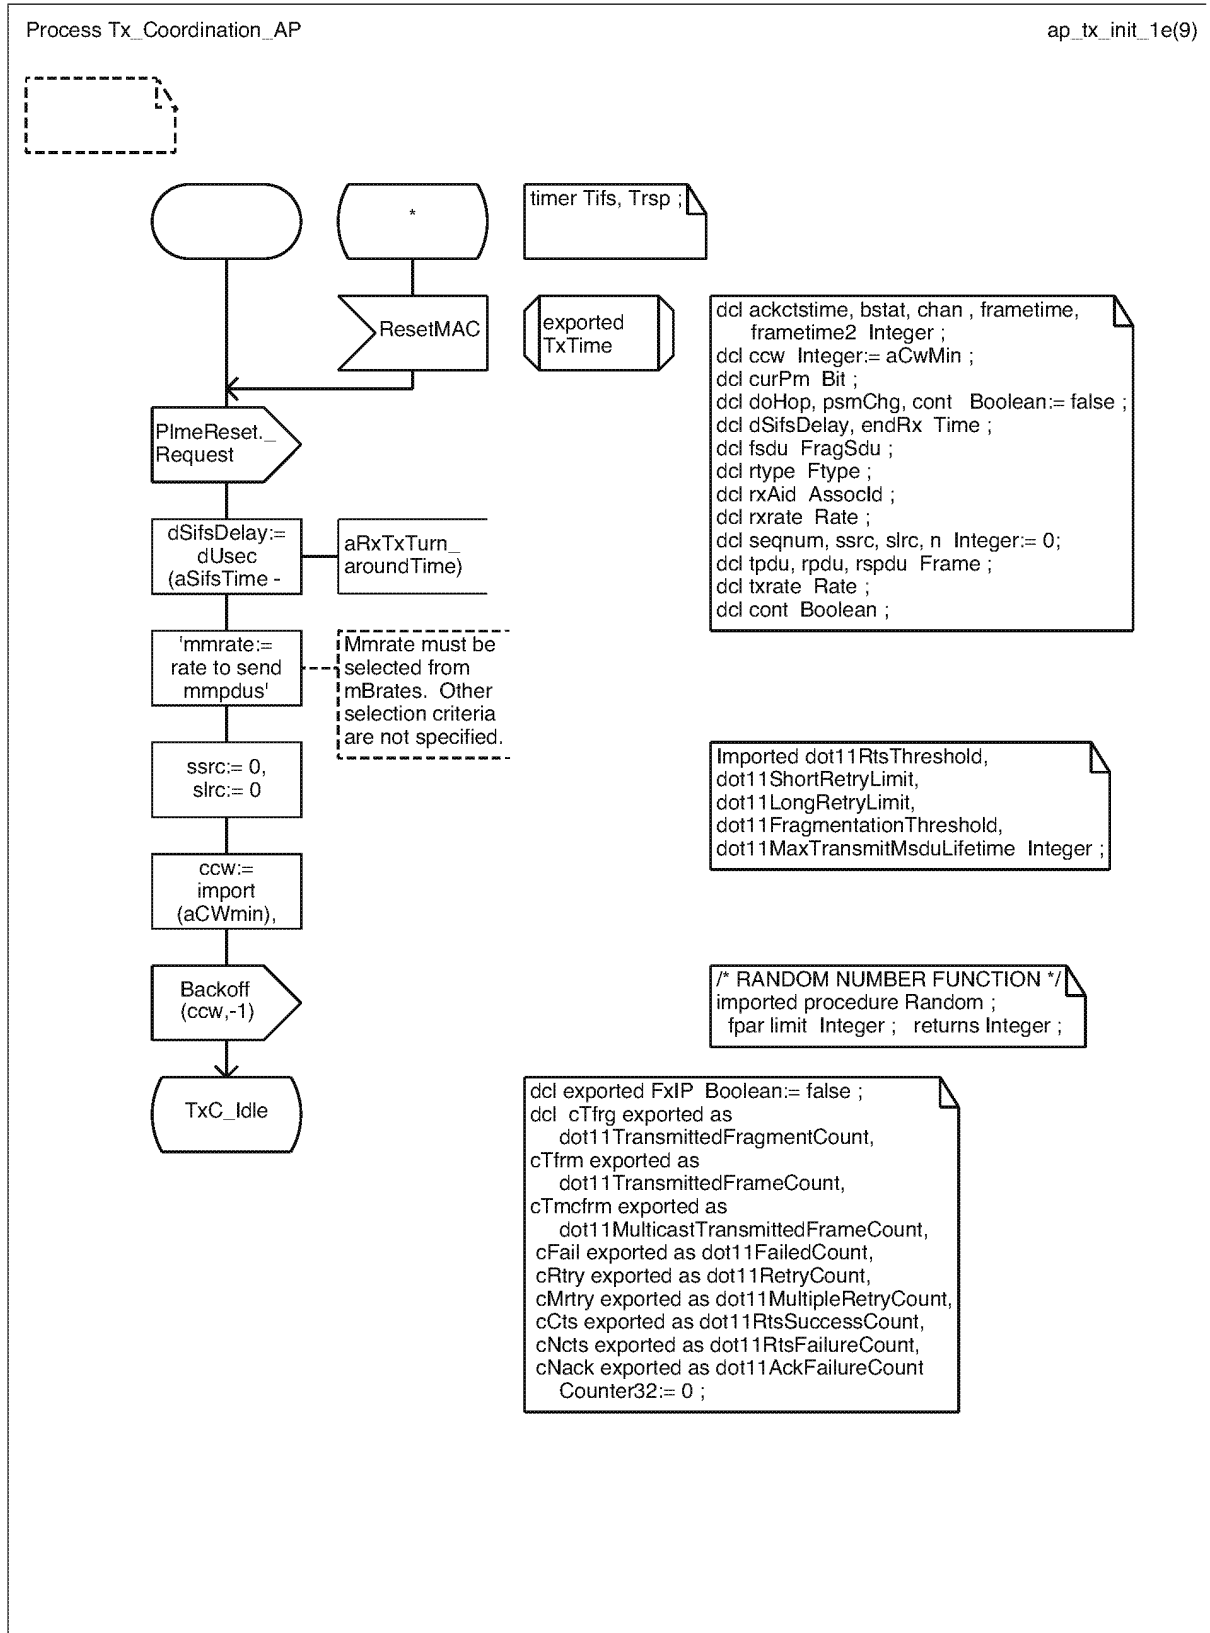 Process Tx_Coordination_AP
ap_tx_init_1e(9)
*
timer Tifs, Trsp ;
ResetMAC
exported
TxTime
dcl ackctstime, bstat, chan , frametime,
frametime2 Integer ;
dcl ccw Integer:= aCwMin ;
dcl curPm Bit ;
dcl doHop, psmChg, cont Boolean:= false ;
dcl dSifsDelay, endRx Time ;
dcl fsdu FragSdu ;
dcl rtype Ftype ;
dcl rxAid AssocId ;
dcl rxrate Rate ;
dcl seqnum, ssrc, slrc, n Integer:= 0;
dcl tpdu, rpdu, rspdu Frame ;
dcl txrate Rate ;
dcl cont Boolean ;
PlmeReset._
Request
dSifsDelay:=
dUsec
(aSifsTime -
aRxTxTurn_
aroundTime)
'mmrate:=
rate to send
mmpdus'
Mmrate must be
selected from
mBrates. Other
selection criteria
are not specified.
ssrc:= 0,
slrc:= 0
Imported dot11RtsThreshold,
dot11ShortRetryLimit,
dot11LongRetryLimit,
dot11FragmentationThreshold,
dot11MaxTransmitMsduLifetime Integer ;
ccw:=
import
(aCWmin),
Backoff
(ccw,-1)
/* RANDOM NUMBER FUNCTION */
imported procedure Random ;
fpar limit Integer ; returns Integer ;
TxC_Idle
dcl exported FxIP Boolean:= false ;
dcl cTfrg exported as
dot11TransmittedFragmentCount,
cTfrm exported as
dot11TransmittedFrameCount,
cTmcfrm exported as
dot11MulticastTransmittedFrameCount,
cFail exported as dot11FailedCount,
cRtry exported as dot11RetryCount,
cMrtry exported as dot11MultipleRetryCount,
cCts exported as dot11RtsSuccessCount,
cNcts exported as dot11RtsFailureCount,
cNack exported as dot11AckFailureCount
Counter32:= 0 ;